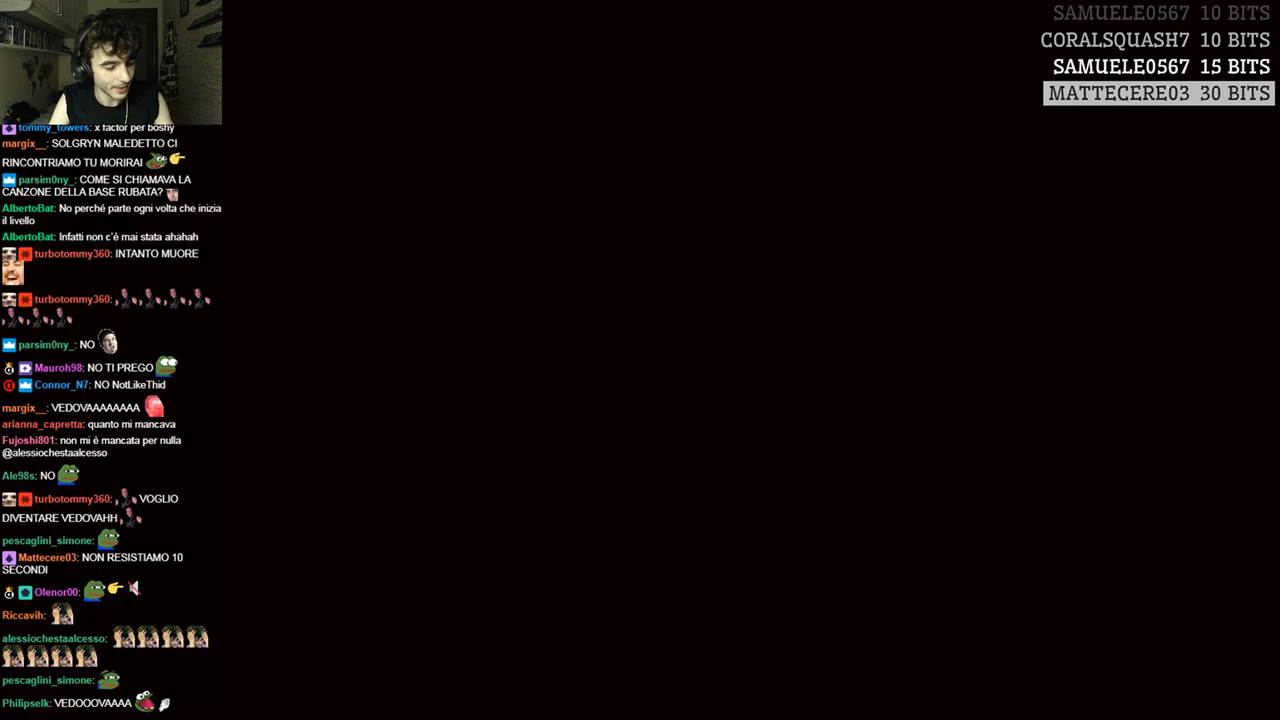 SAMUELE0567 10 BITS
CORALSQUASH7 10 BITS
SAMUELE0567 15 BITS
MATTECERE03 30 BITS
tommy_towers: x factor per boshy
margix__: SOLGRYN MALEDETTO CI
RINCONTRIAMO TU MORIRAI
parsim0ny_: COME SI CHIAMAVA LA
CANZONE DELLA BASE RUBATA?
AlbertoBat: No perché parte ogni volta che inizia
il livello
AlbertoBat: Infatti non c'è mai stata ahahah
turbotommy360: INTANTO MUORE
turbotommy360:
parsim0ny_: NO
Mauroh98: NO TI PREGO
Connor_N7: NO NotLikeThid
margix__: VEDOVAAAAAAAA
arianna_capretta: quanto mi mancava
Fujoshi801: non mi è mancata per nulla
@alessiochestaalcesso
Ale98s: NO
turbotommy360: VOGLIO
DIVENTARE VEDOVAHH
pescaglini_simone:
Mattecere03: NON RESISTIAMO 10
SECONDI
Olenor00:
Riccavih:
alessiochestaalcesso:
pescaglini_simone:
Philipselk: VEDOOOVAAAA